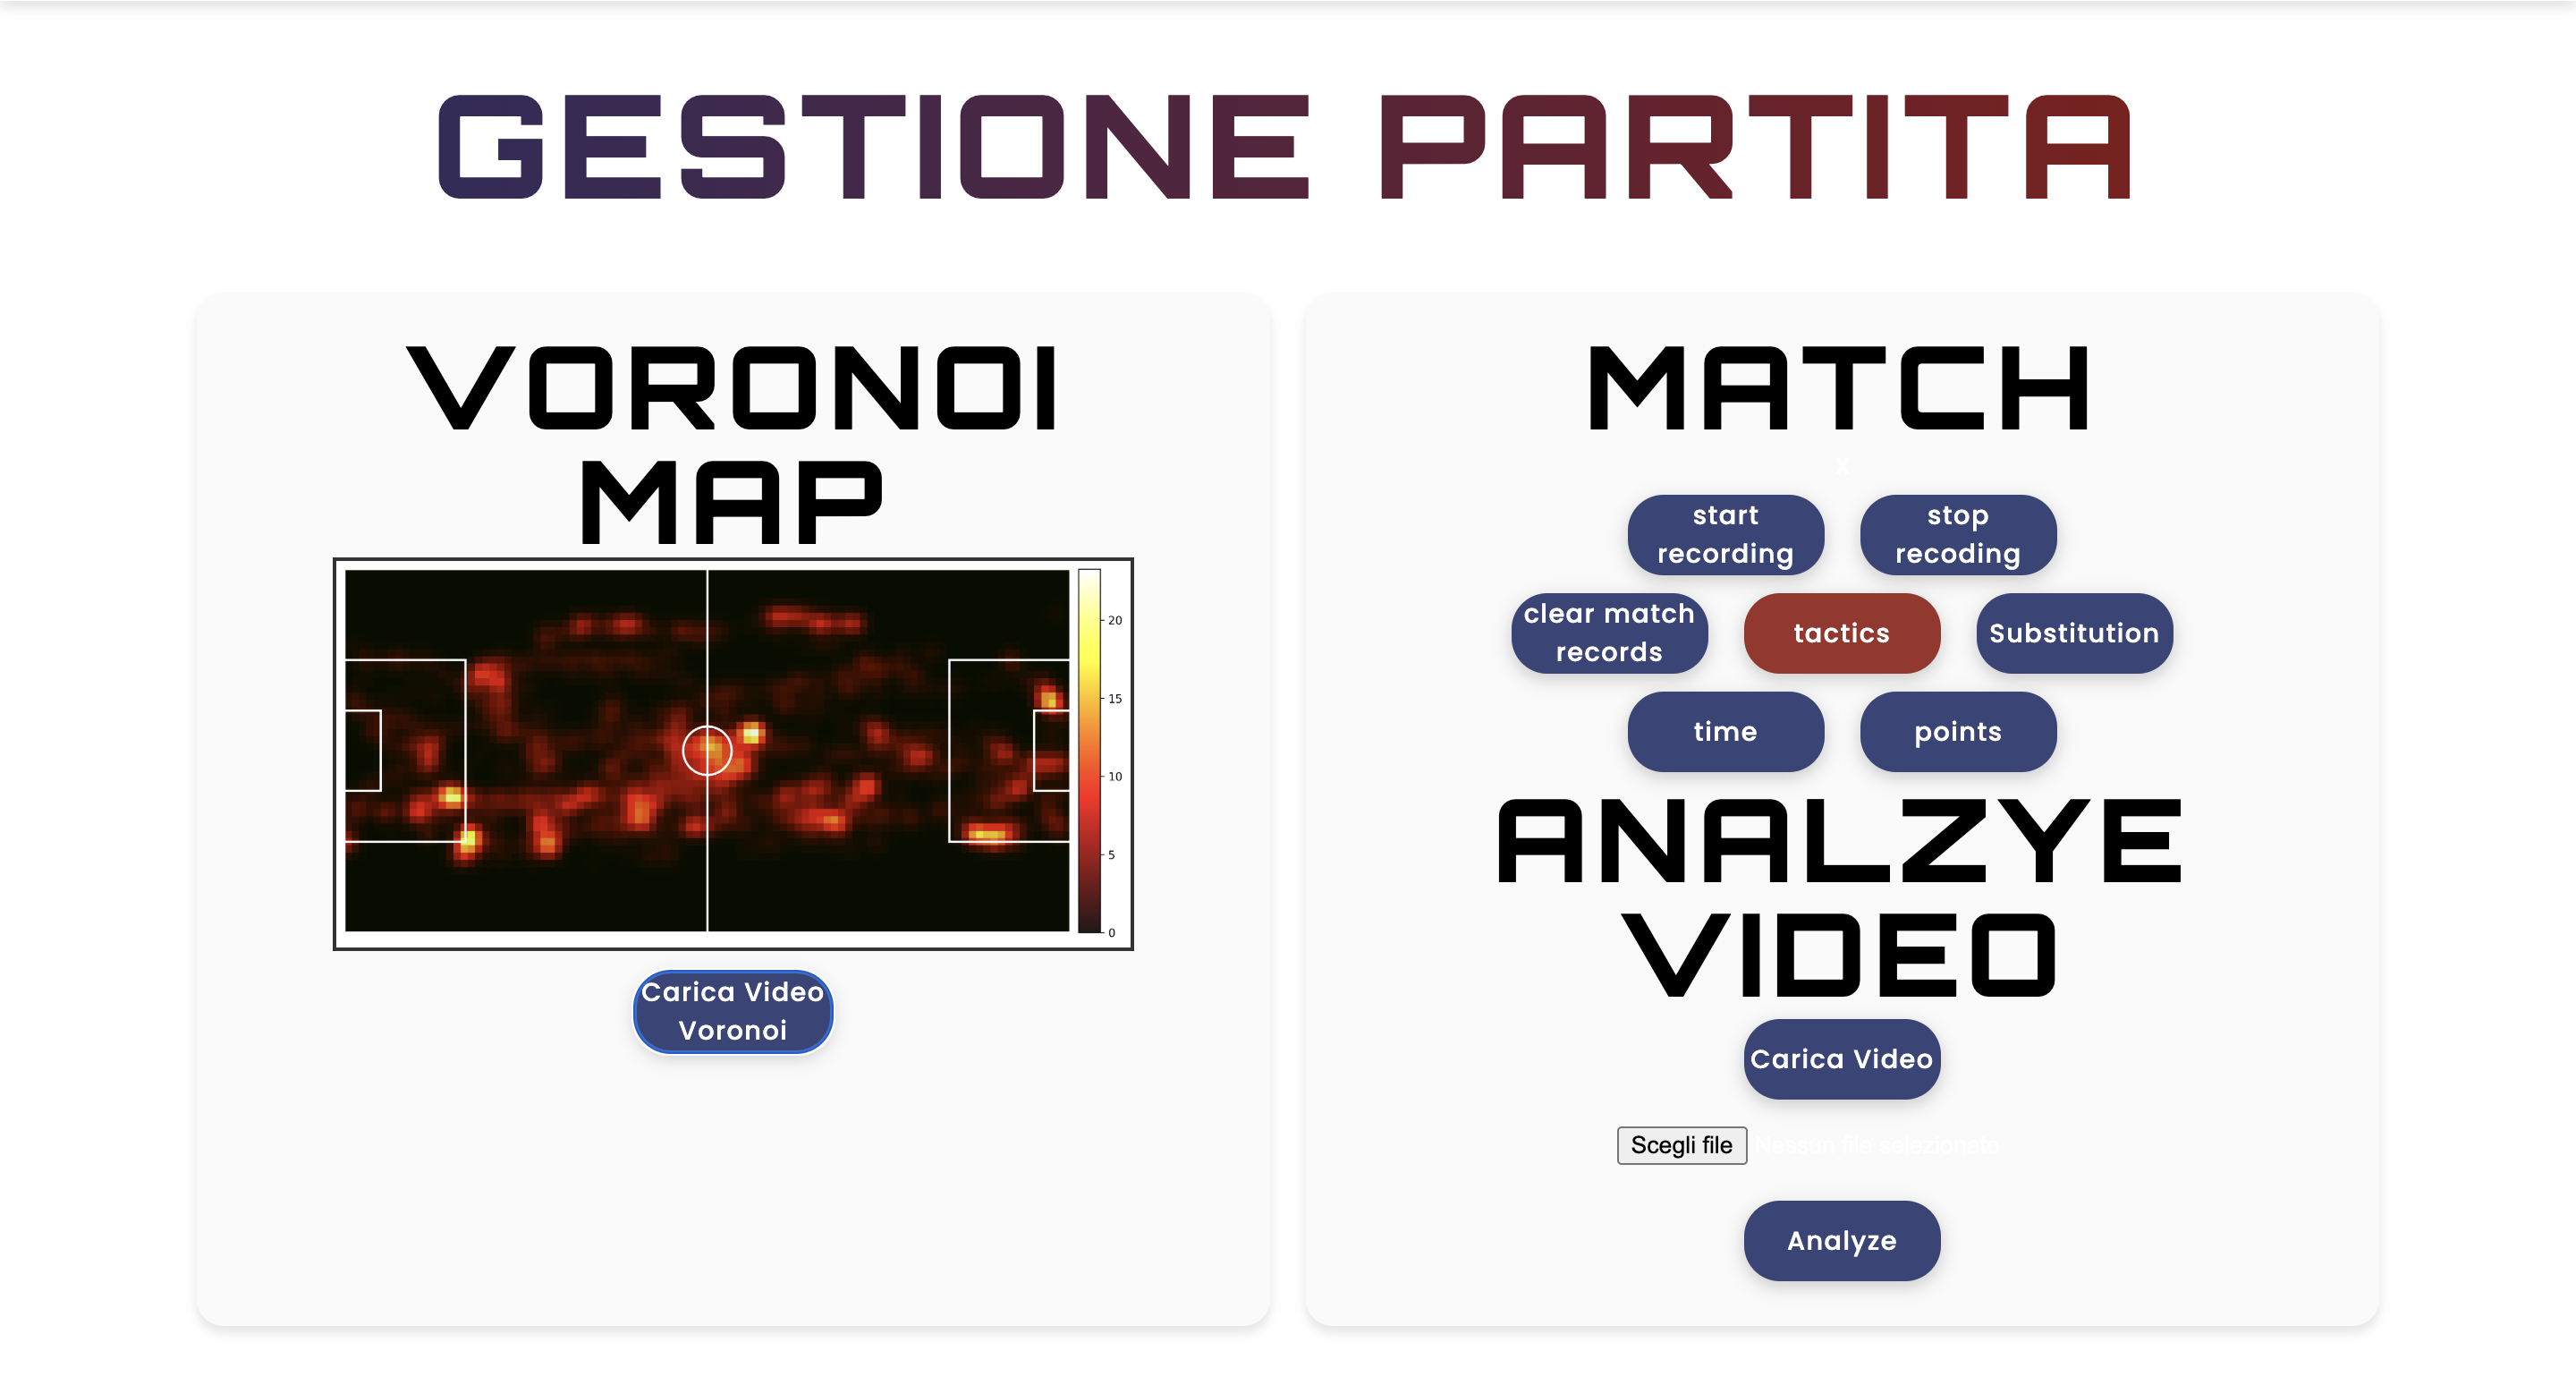 GESTIONE PARTITA
VORONOI
MAP
20
15
10
5
0
Carica Video
Voronoi
MATCH
x
start
recording
stop
recoding
clear match
records
tactics
Substitution
time
points
ANALZYE
VIDEO
Carica Video
Scegli file Nessun file selezionato
Analyze